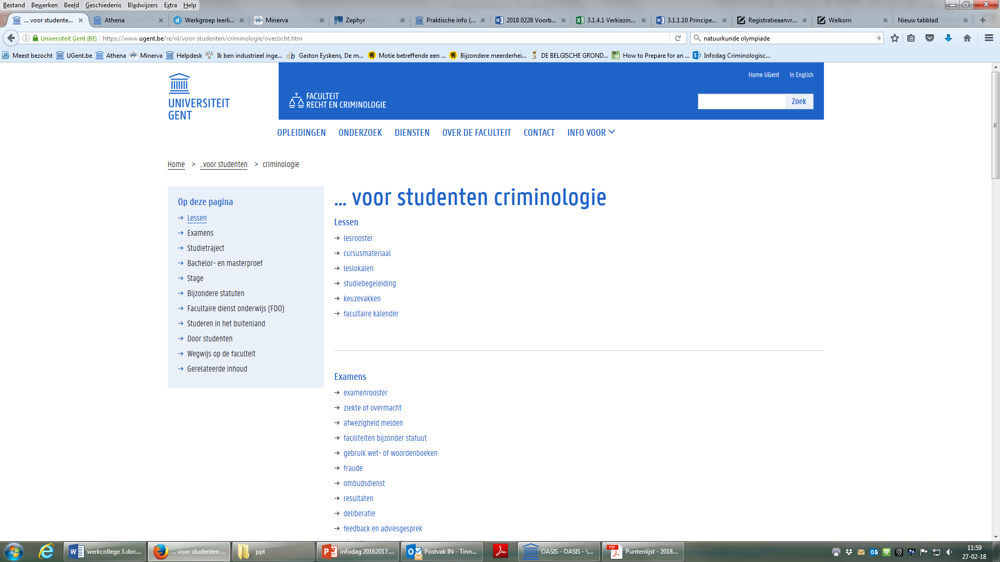 Bestand Bewerken Beeld Geschiedenis Bladwijzers Extra Help
... voor studente... Athena Werkgroep leerli... Minerva Zephyr Praktische info (... 2018 0228 Voorb... 3.1.4.1 Verkiezin... 3.1.1.10 Principe... Registratieaanvr... Welkom Nieuw tabblad
Universiteit Gent (BE) https://www.ugent.be/re/nl/voor-studenten/criminologie/overzicht.htm natuurkunde olympiade
Meest bezocht UGent.be Athena Minerva Helpdesk Ik ben industrieel inge... Gaston Eyskens, De m... Motie betreffende een ... Bijzondere meerderhei... DE BELGISCHE GROND... How to Prepare for an ... Infodag Criminologisc...
Home UGent In English
FACULTEIT
RECHT EN CRIMINOLOGIE
Zoek
UNIVERSITEIT
GENT
OPLEIDINGEN ONDERZOEK DIENSTEN OVER DE FACULTEIT CONTACT INFO VOOR
Home > ...voor studenten > criminologie
Op deze pagina
Lessen
Examens
Studietraject
Bachelor- en masterproef
Stage
Bijzondere statuten
Facultaire dienst onderwijs (FDO)
Studeren in het buitenland
Door studenten
Wegwijs op de faculteit
Gerelateerde inhoud
... voor studenten criminologie
Lessen
lesrooster
cursusmateriaal
leslokalen
studiebegeleiding
keuzevakken
facultaire kalender
Examens
examenrooster
ziekte of overmacht
afwezigheid melden
faciliteiten bijzonder statuut
gebruik wet- of woordenboeken
fraude
ombudsdienst
resultaten
deliberatie
feedback en adviesgesprek
werkcollege 3.doc... ... voor studenten ... ppt infodag 20162017.... Postvak IN - Tinn... OASIS - OASIS - \... Puntenlijst - 2018...
11:59
27-02-18